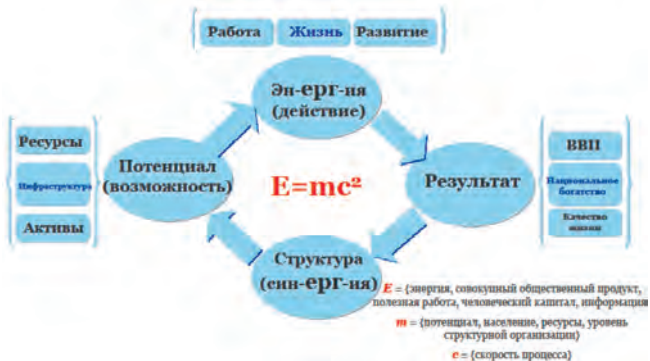 Работа Жизнь Развитие
Эн-ерг-ия
(действие)
Ресурсы
Инфраструктура
Активы
Потенциал
(возможность)
E=mc²
Результат
ВВП
Национальное
богатство
Качество
жизни
Структура
(син-ерг-ия)
E = {энергия, совокупный общественный продукт,
полезная работа, человеческий капитал, информация
m = {потенциал, население, ресурсы, уровень
структурной организации}
c = {скорость процесса}